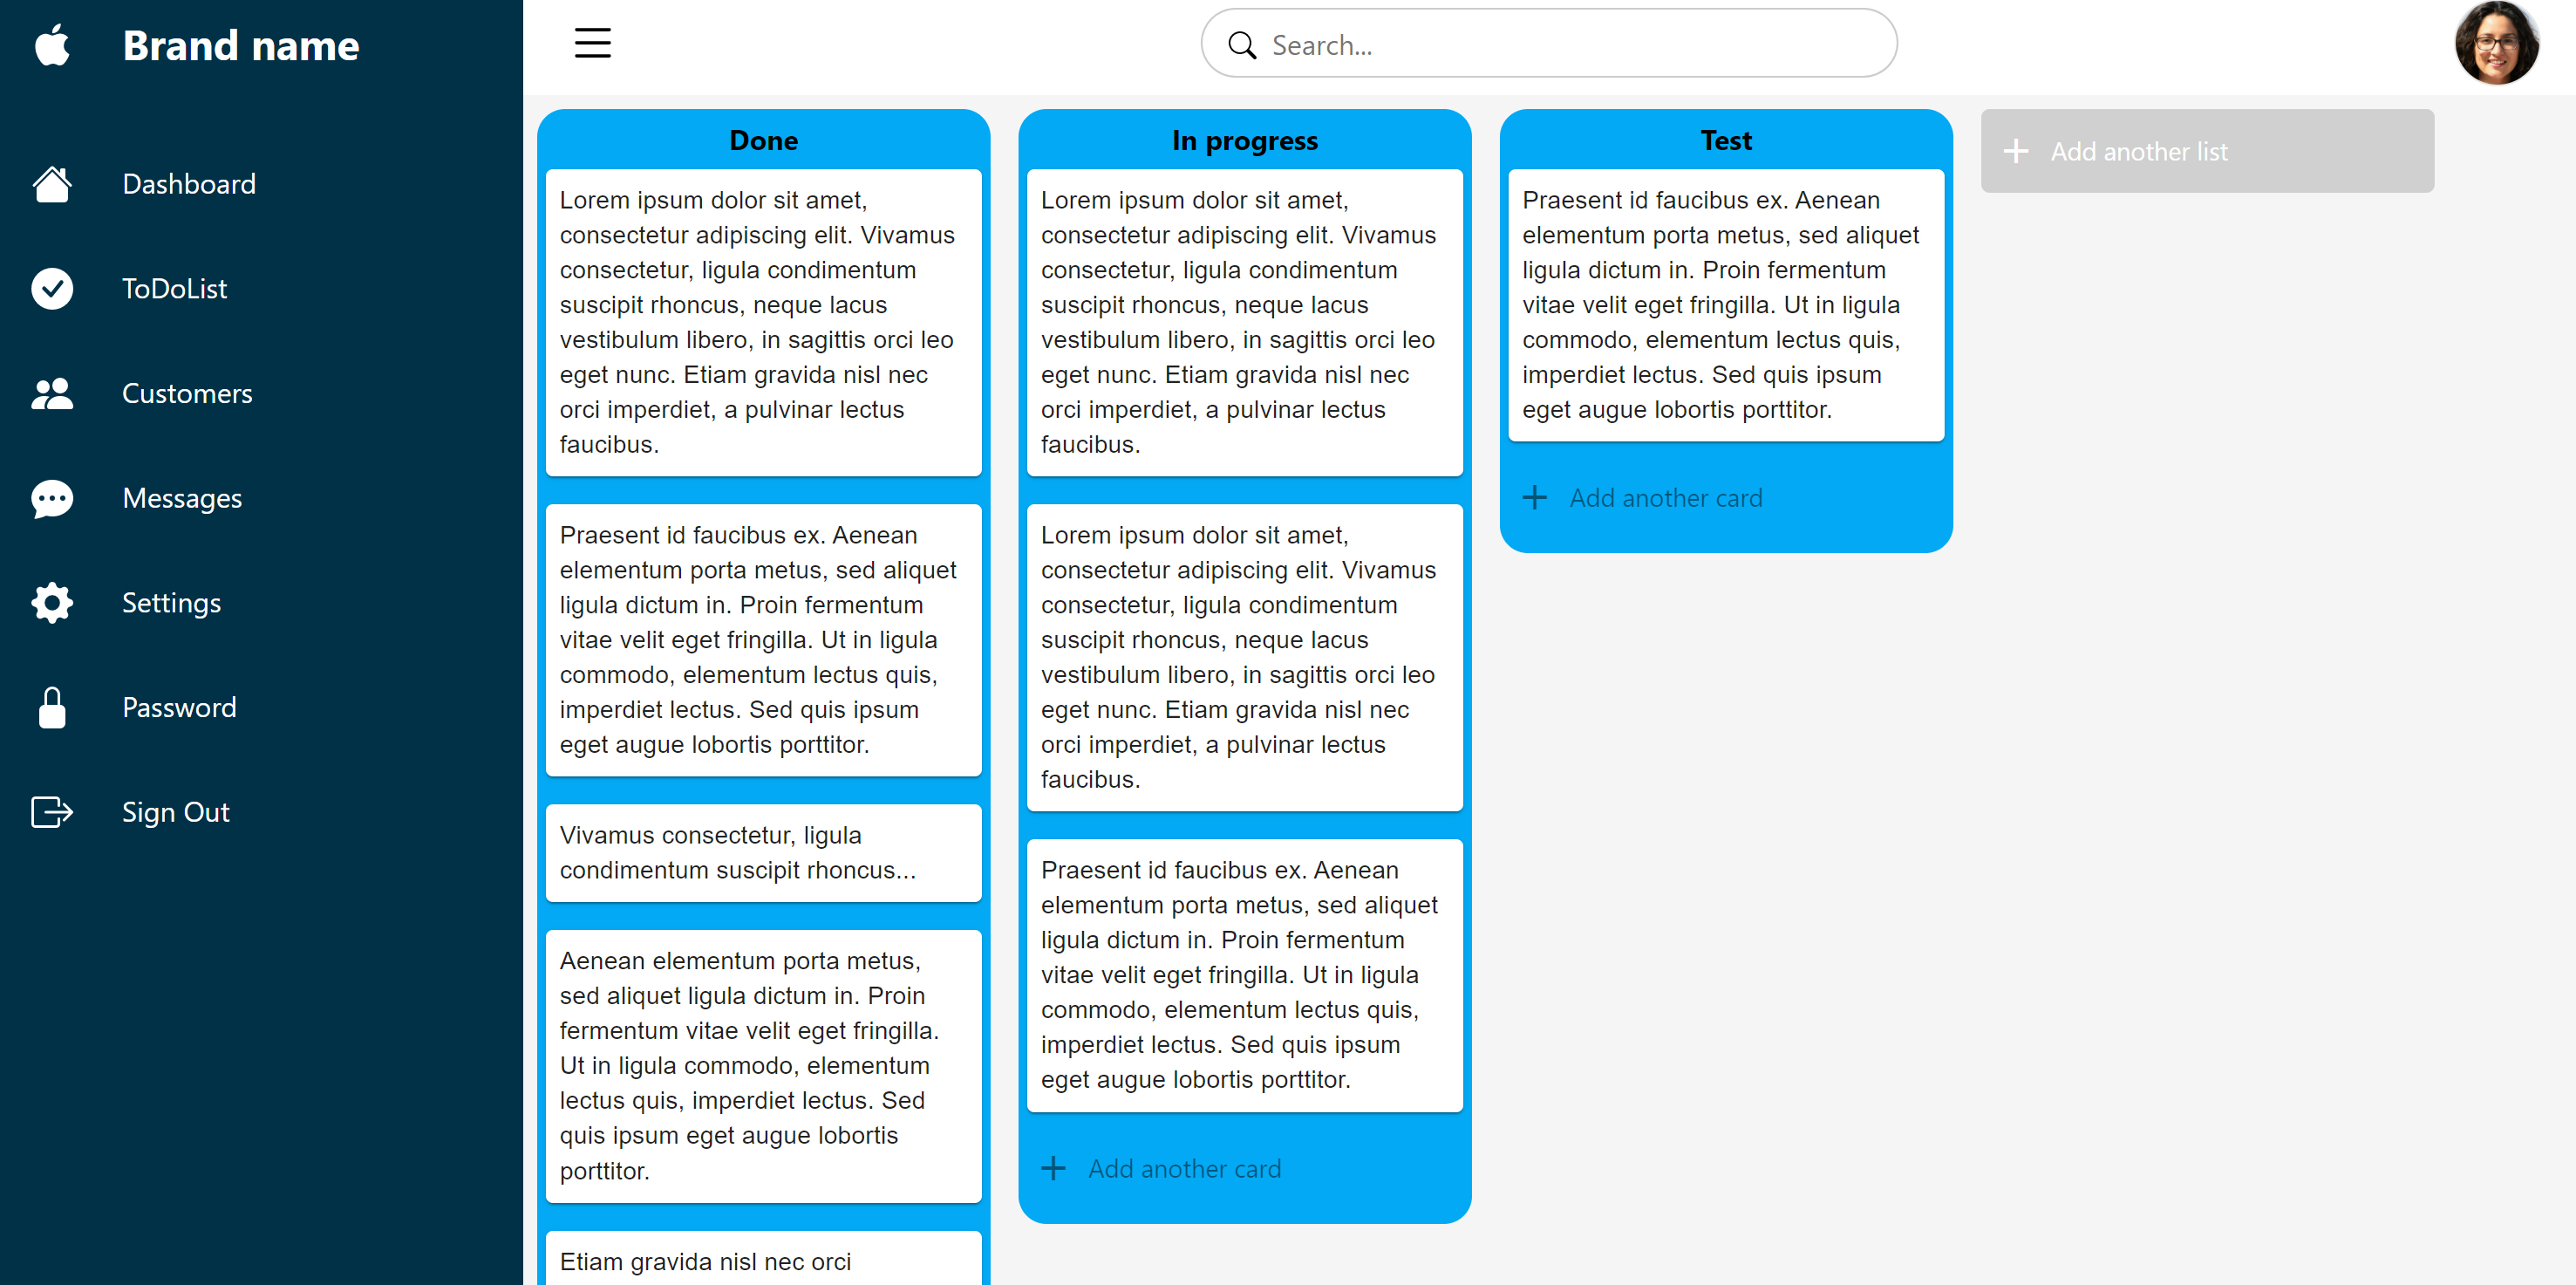 Brand name
Dashboard
ToDoList
Customers
Messages
Settings
Password
Sign Out
Search...
Done
Lorem ipsum dolor sit amet,
consectetur adipiscing elit. Vivamus
consectetur, ligula condimentum
suscipit rhoncus, neque lacus
vestibulum libero, in sagittis orci leo
eget nunc. Etiam gravida nisl nec
orci imperdiet, a pulvinar lectus
faucibus.
Praesent id faucibus ex. Aenean
elementum porta metus, sed aliquet
ligula dictum in. Proin fermentum
vitae velit eget fringilla. Ut in ligula
commodo, elementum lectus quis,
imperdiet lectus. Sed quis ipsum
eget augue lobortis porttitor.
Vivamus consectetur, ligula
condimentum suscipit rhoncus...
Aenean elementum porta metus,
sed aliquet ligula dictum in. Proin
fermentum vitae velit eget fringilla.
Ut in ligula commodo, elementum
lectus quis, imperdiet lectus. Sed
quis ipsum eget augue lobortis
porttitor.
Etiam gravida nisl nec orci
In progress
Lorem ipsum dolor sit amet,
consectetur adipiscing elit. Vivamus
consectetur, ligula condimentum
suscipit rhoncus, neque lacus
vestibulum libero, in sagittis orci leo
eget nunc. Etiam gravida nisl nec
orci imperdiet, a pulvinar lectus
faucibus.
Lorem ipsum dolor sit amet,
consectetur adipiscing elit. Vivamus
consectetur, ligula condimentum
suscipit rhoncus, neque lacus
vestibulum libero, in sagittis orci leo
eget nunc. Etiam gravida nisl nec
orci imperdiet, a pulvinar lectus
faucibus.
Praesent id faucibus ex. Aenean
elementum porta metus, sed aliquet
ligula dictum in. Proin fermentum
vitae velit eget fringilla. Ut in ligula
commodo, elementum lectus quis,
imperdiet lectus. Sed quis ipsum
eget augue lobortis porttitor.
Add another card
Test
Praesent id faucibus ex. Aenean
elementum porta metus, sed aliquet
ligula dictum in. Proin fermentum
vitae velit eget fringilla. Ut in ligula
commodo, elementum lectus quis,
imperdiet lectus. Sed quis ipsum
eget augue lobortis porttitor.
Add another card
Add another list